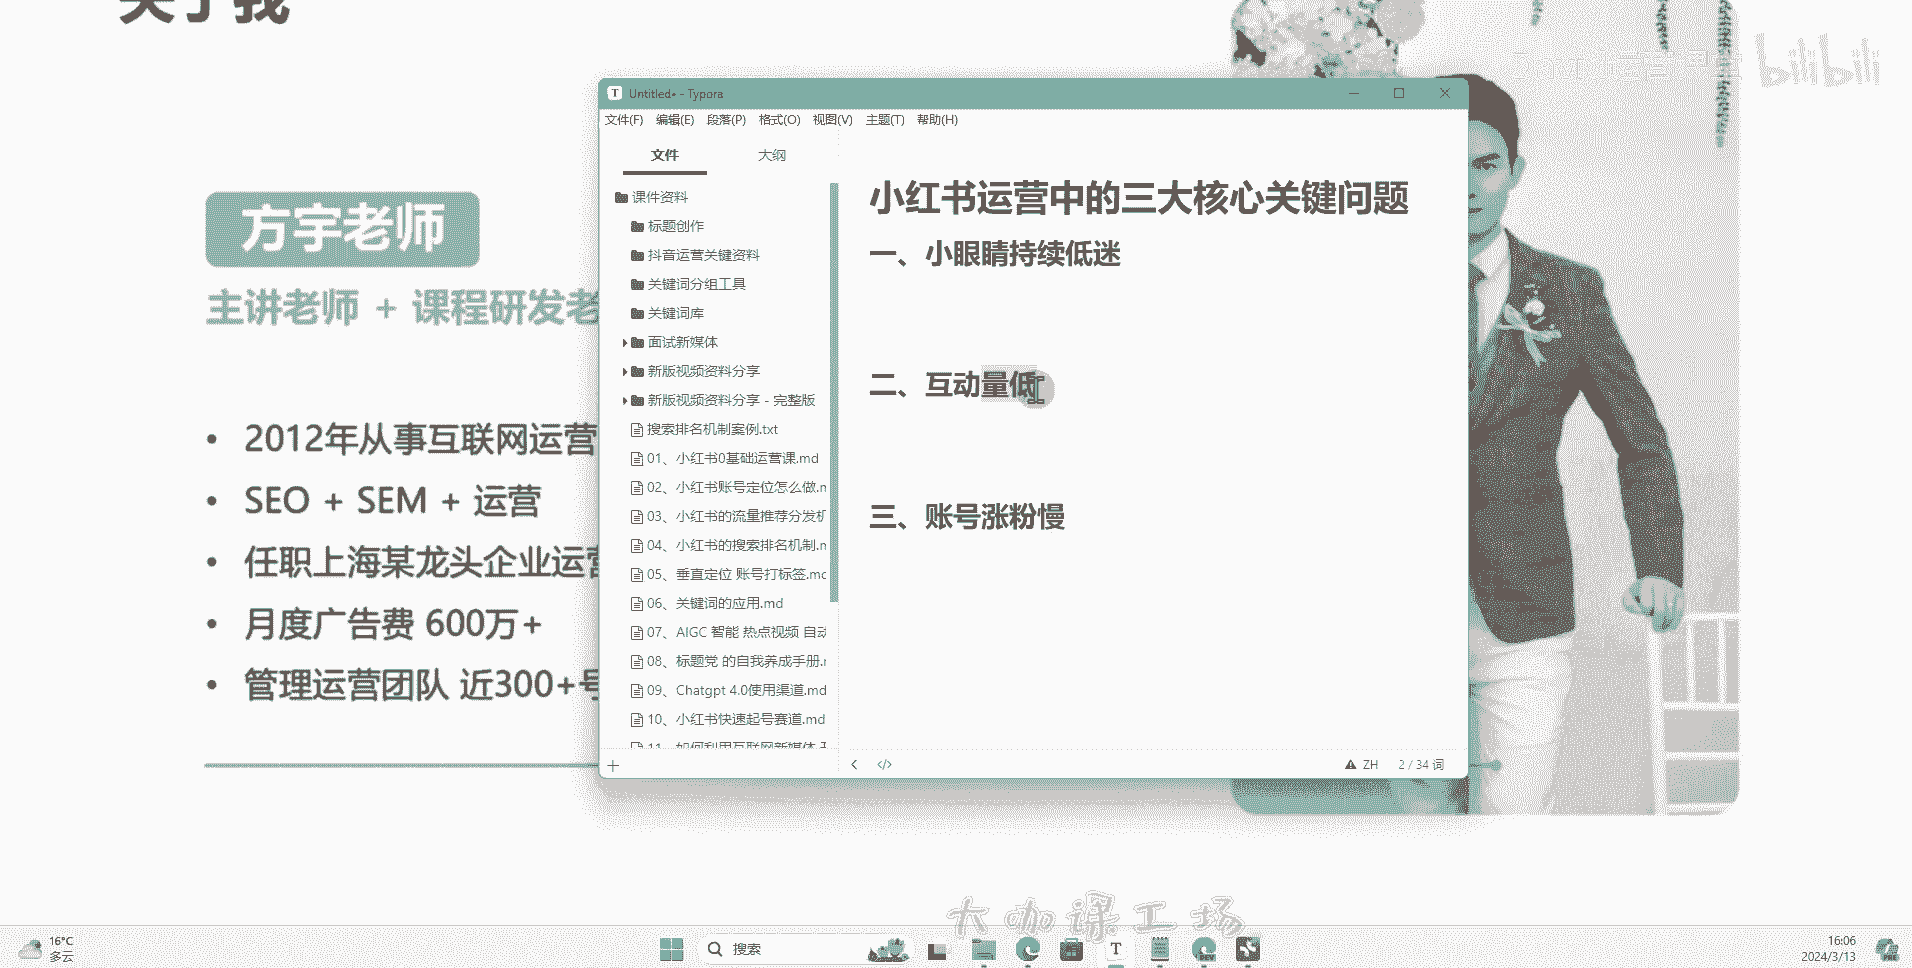 关于我
bilibili
方宇老师
主讲老师 + 课程研发老
• 2012年从事互联网运营
• SEO + SEM + 运营
• 任职上海某龙头企业运营
• 月度广告费 600万+
• 管理运营团队 近300+号
T Untitled• - Typora
文件(F) 编辑(E) 段落(P) 格式(O) 视图(V) 主题(T) 帮助(H)
文件 大纲
课件资料
标题创作
抖音运营关键资料
关键词分组工具
关键词库
面试新媒体
新版视频资料分享
新版视频资料分享 - 完整版
搜索排名机制案例.txt
01、小红书0基础运营课.md
02、小红书账号定位怎么做.m
03、小红书的流量推荐分发机
04、小红书的搜索排名机制.m
05、垂直定位 账号打标签.md
06、关键词的应用.md
07、AIGC 智能 热点视频 自动
08、标题党 的自我养成手册.m
09、Chatgpt 4.0使用渠道.md
10、小红书快速起号赛道.md
11、如何利用互联网新媒体
小红书运营中的三大核心关键问题
一、小眼睛持续低迷
二、互动量低
三、账号涨粉慢
</> ZH 2 / 34 词
大咖课工场
16°C
多云
搜索
T
DEV
16:06
2024/3/13
PRE